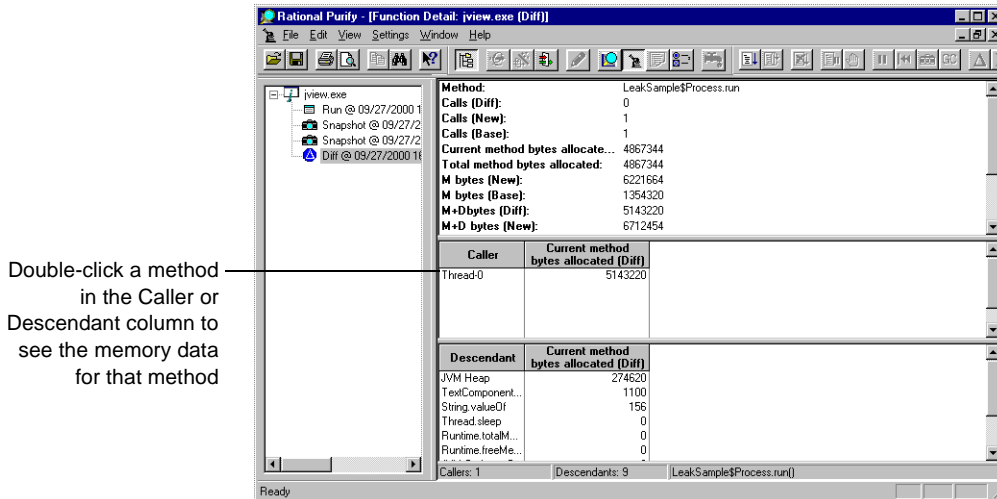 Rational Purify - [Function Detail: jview.exe (Diff)]
File Edit View Settings Window Help
GC
jview.exe
Run @ 09/27/2000 1
Snapshot @ 09/27/2
Snapshot @ 09/27/2
Diff @ 09/27/2000 16
Method: LeakSample$Process.run
Calls (Diff): 0
Calls (New): 1
Calls (Base): 1
Current method bytes allocate... 4867344
Total method bytes allocated: 4867344
M bytes (New): 6221664
M bytes (Base): 1354320
M+Dbytes (Diff): 5143220
M+D bytes (New): 6712454
Caller Current method bytes allocated (Diff)
Thread-0 5143220
Double-click a method
in the Caller or
Descendant column to
see the memory data
for that method
Descendant Current method bytes allocated (Diff)
JVM Heap 274620
TextComponent... 1100
String.valueOf 156
Thread.sleep 0
Runtime.totalM... 0
Runtime.freeMe... 0
Callers: 1 Descendants: 9 LeakSample$Process.run()
Ready